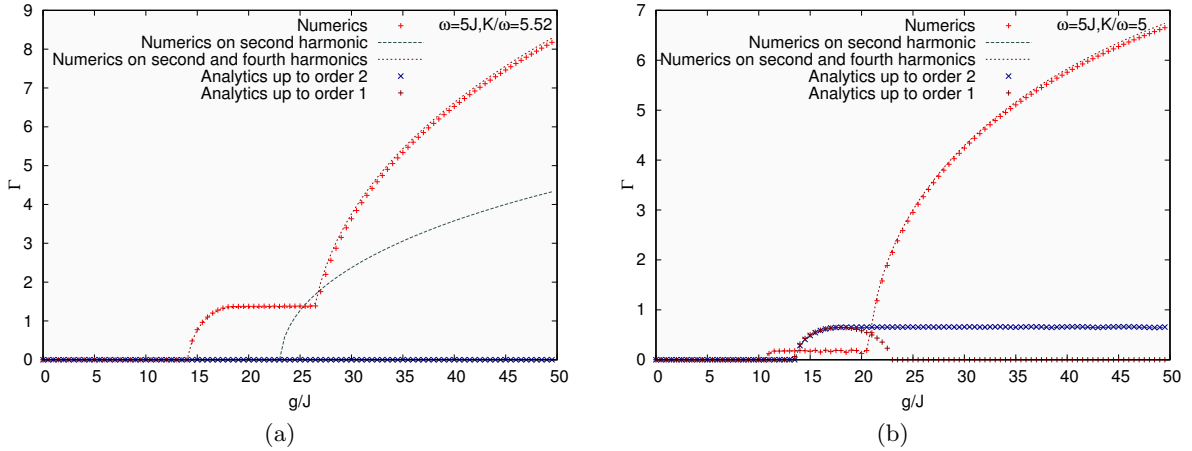 ω=5J,K/ω=5.52
Numerics
Numerics on second harmonic
Numerics on second and fourth harmonics
Analytics up to order 2
Analytics up to order 1
Γ
9
8
7
6
5
4
3
2
1
0
0 5 10 15 20 25 30 35 40 45 50
g/J
(a)
ω=5J,K/ω=5
Numerics
Numerics on second harmonic
Numerics on second and fourth harmonics
Analytics up to order 2
Analytics up to order 1
Γ
7
6
5
4
3
2
1
0
0 5 10 15 20 25 30 35 40 45 50
g/J
(b)